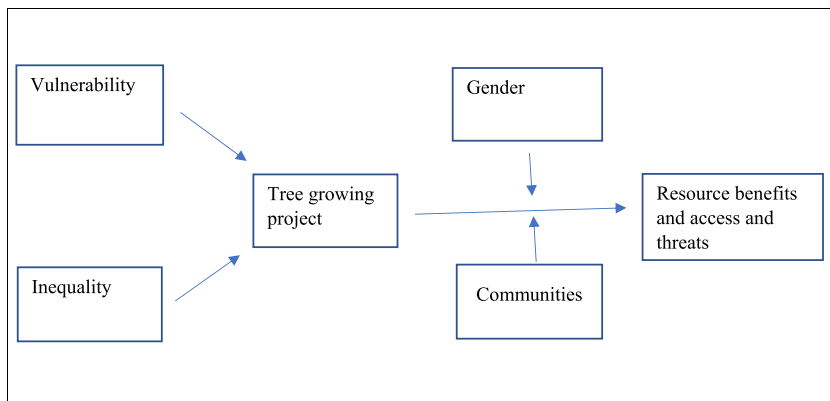 Vulnerability
Gender
Tree growing
project
Resource benefits
and access and
threats
Inequality
Communities